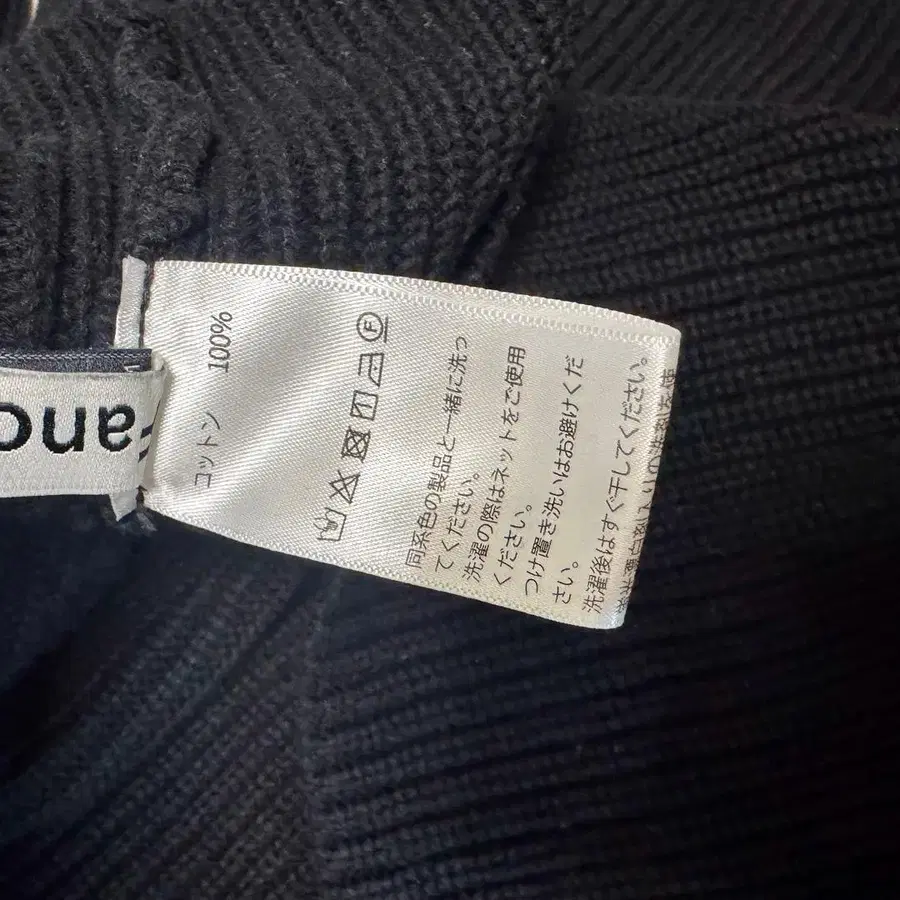 コットン 100%
同系色の製品と一緒に洗っ
てください。
洗濯の際はネットをご使用
ください。
つけ置き洗いはお避けくだ
さい。
洗濯後はすぐ干してください。
anc